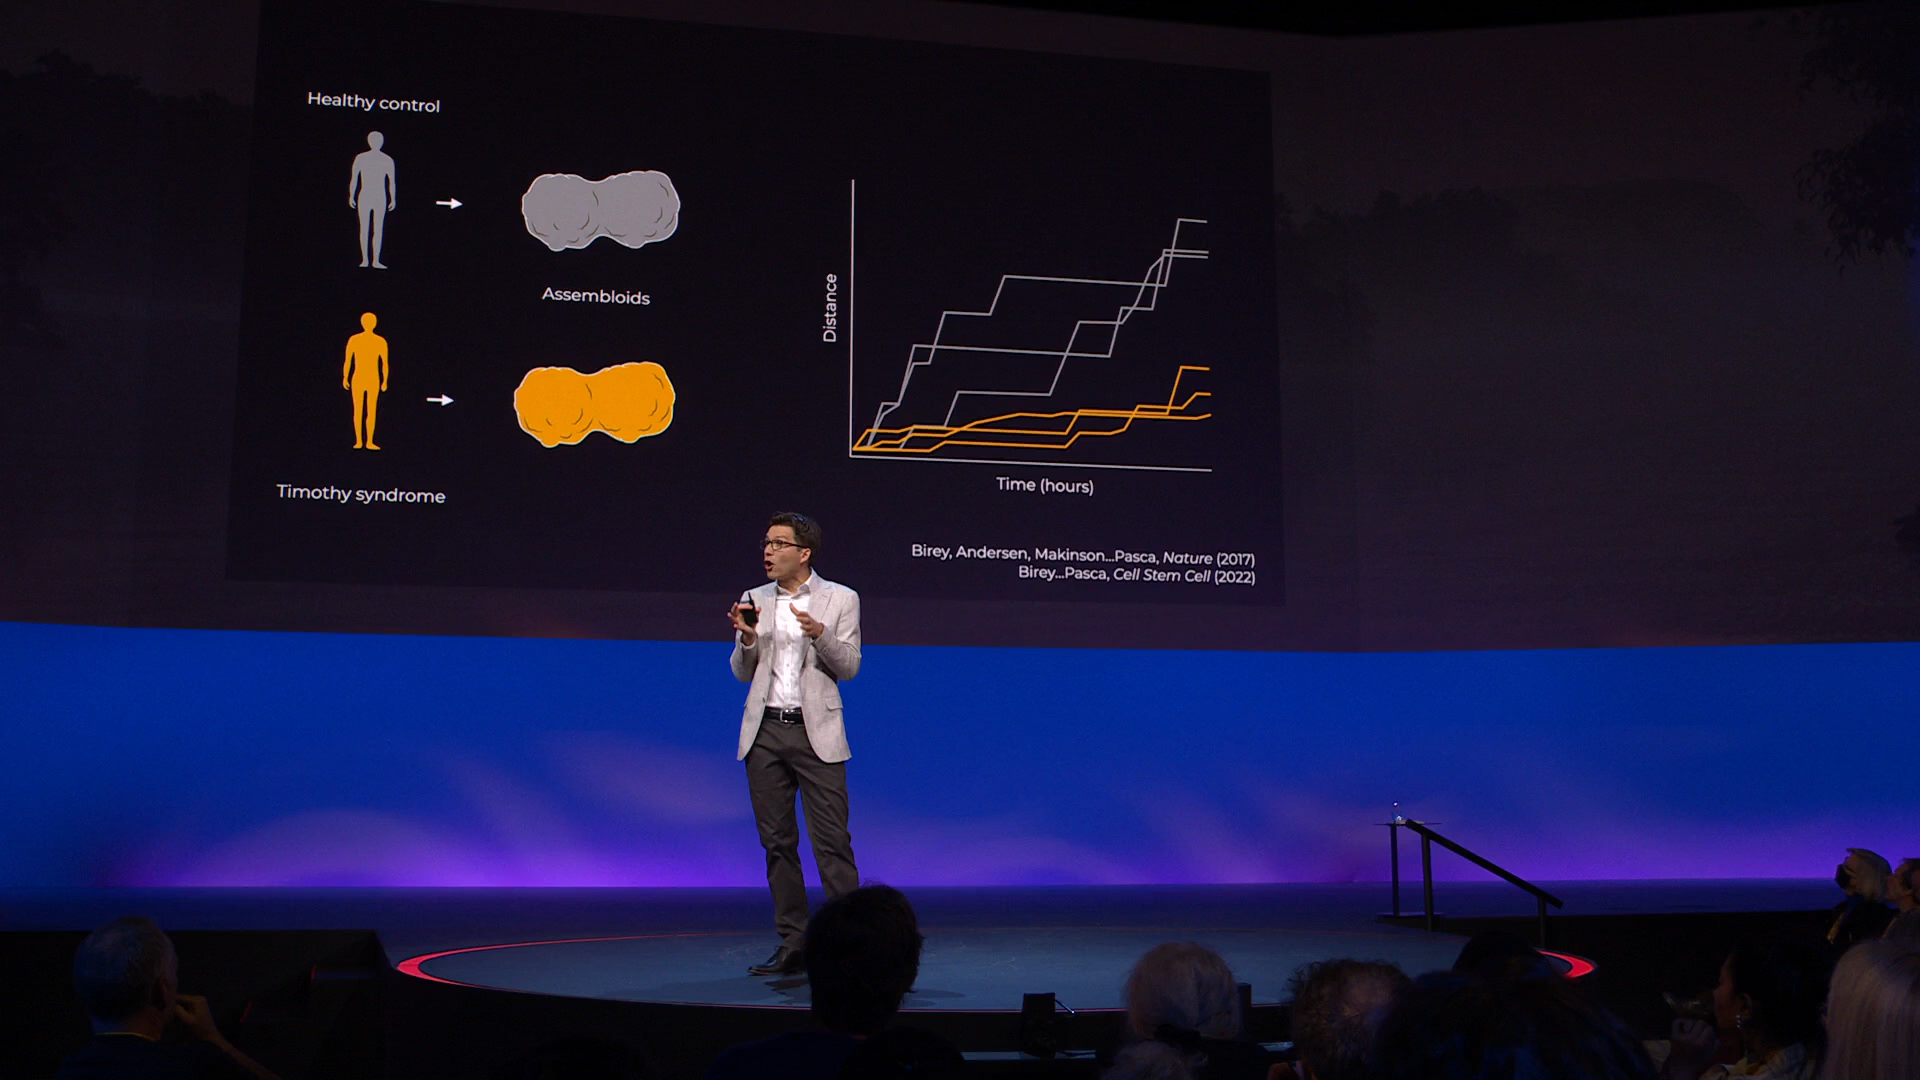 Healthy control
Assembloids
Timothy syndrome
Distance
Time (hours)
Birey, Andersen, Makinson...Pasca, Nature (2017)
Birey...Pasca, Cell Stem Cell (2022)